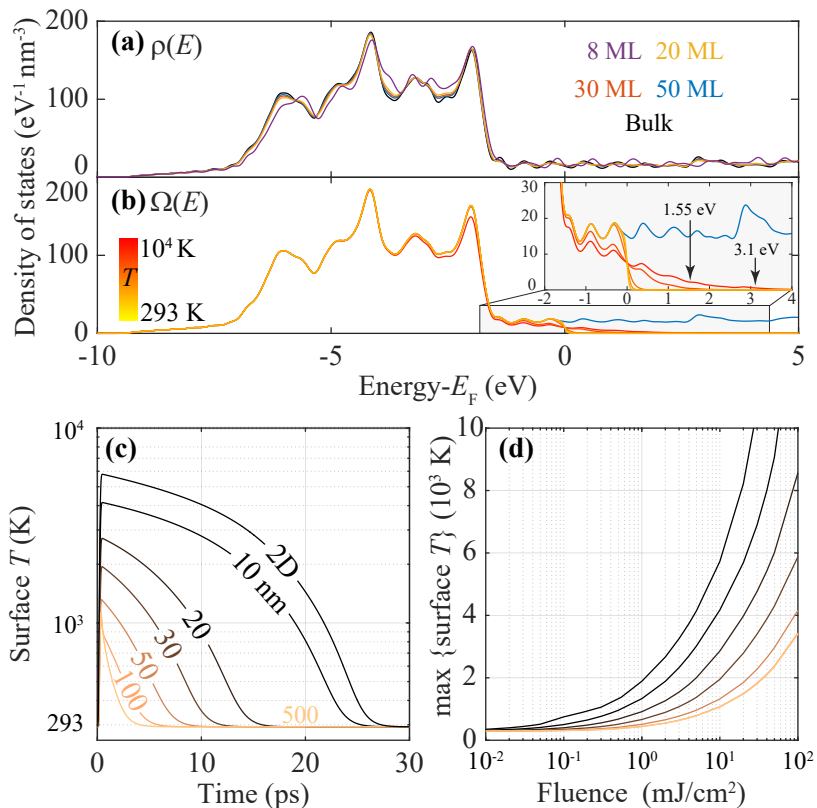 (a) ρ(E)
8 ML 20 ML
30 ML 50 ML
Bulk
200
100
0
(b) Ω(E)
10⁴ K
T
293 K
200
100
0
30
20
10
0
1.55 eV
3.1 eV
-2 -1 0 1 2 3 4
-10 -5 0 5
Density of states (eV⁻¹ nm⁻³)
Energy-E_F (eV)
(c)
10⁴
10³
293
Surface T (K)
2D
10 nm
20
30
50
100
500
0 10 20 30
Time (ps)
(d)
10
8
6
4
2
0
max {surface T} (10³ K)
10⁻² 10⁻¹ 10⁰ 10¹ 10²
Fluence (mJ/cm²)